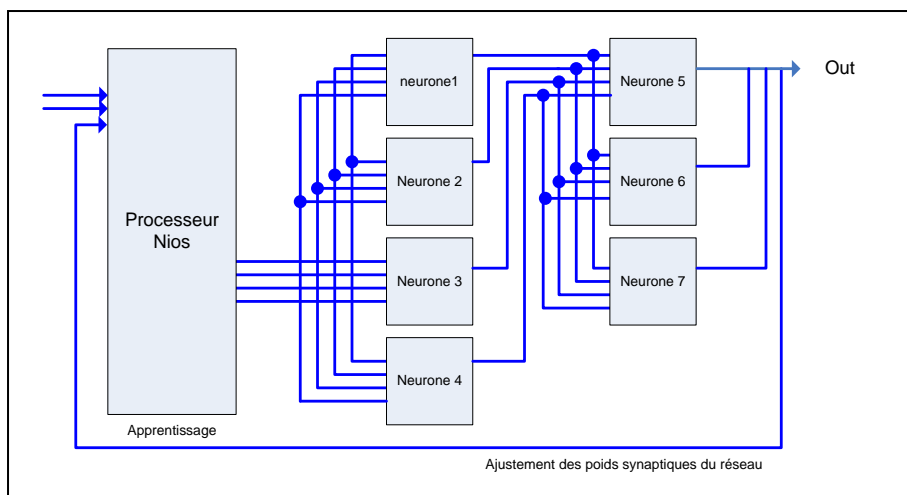 neurone1
Neurone 5
Out
Neurone 2
Neurone 6
Processeur
Nios
Neurone 3
Neurone 7
Neurone 4
Apprentissage
Ajustement des poids synaptiques du réseau